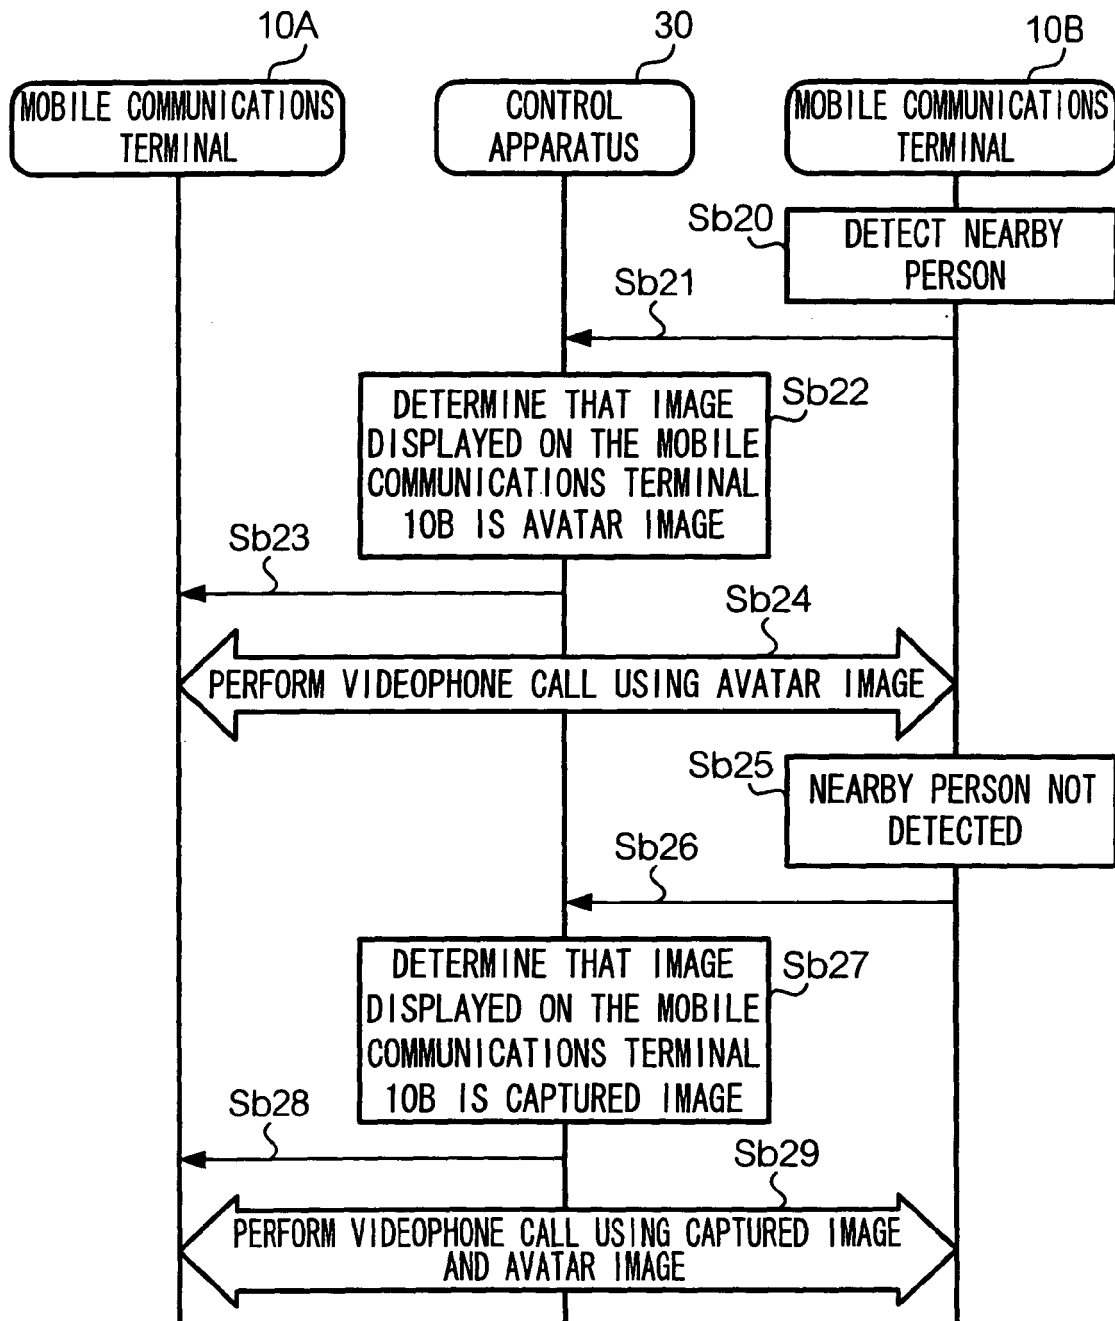 10A
30
10B
MOBILE COMMUNICATIONS
TERMINAL
CONTROL
APPARATUS
MOBILE COMMUNICATIONS
TERMINAL
Sb20
DETECT NEARBY
PERSON
Sb21
DETERMINE THAT IMAGE
DISPLAYED ON THE MOBILE
COMMUNICATIONS TERMINAL
10B IS AVATAR IMAGE
Sb22
Sb23
Sb24
PERFORM VIDEOPHONE CALL USING AVATAR IMAGE
Sb25
NEARBY PERSON NOT
DETECTED
Sb26
DETERMINE THAT IMAGE
DISPLAYED ON THE MOBILE
COMMUNICATIONS TERMINAL
10B IS CAPTURED IMAGE
Sb27
Sb28
Sb29
PERFORM VIDEOPHONE CALL USING CAPTURED IMAGE
AND AVATAR IMAGE